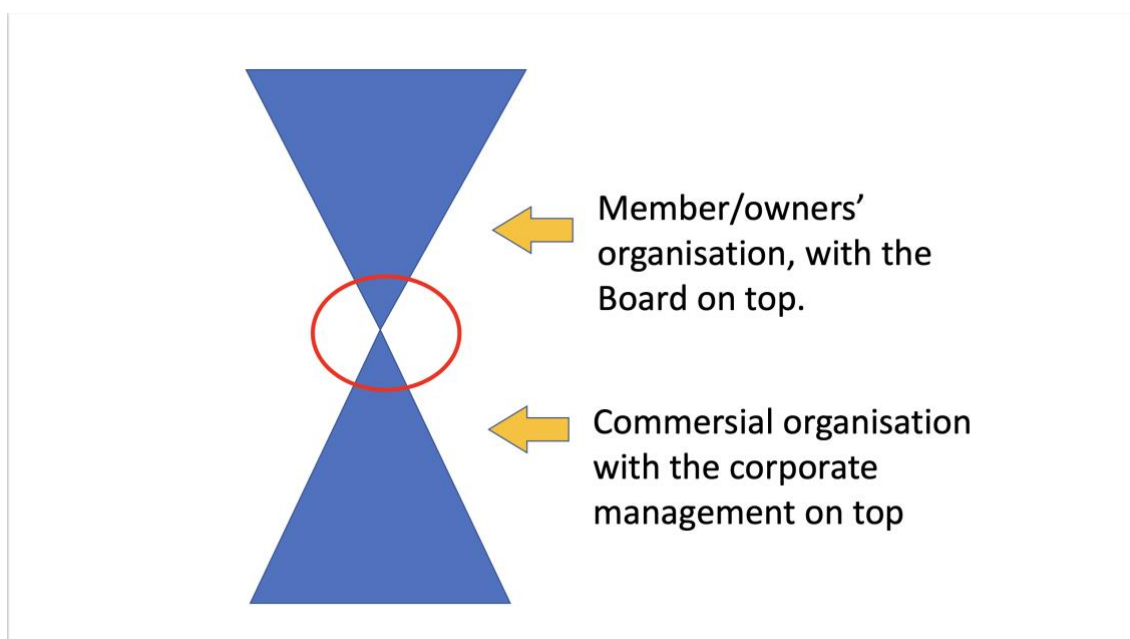 Member/owners’
organisation, with the
Board on top.
Commersial organisation
with the corporate
management on top